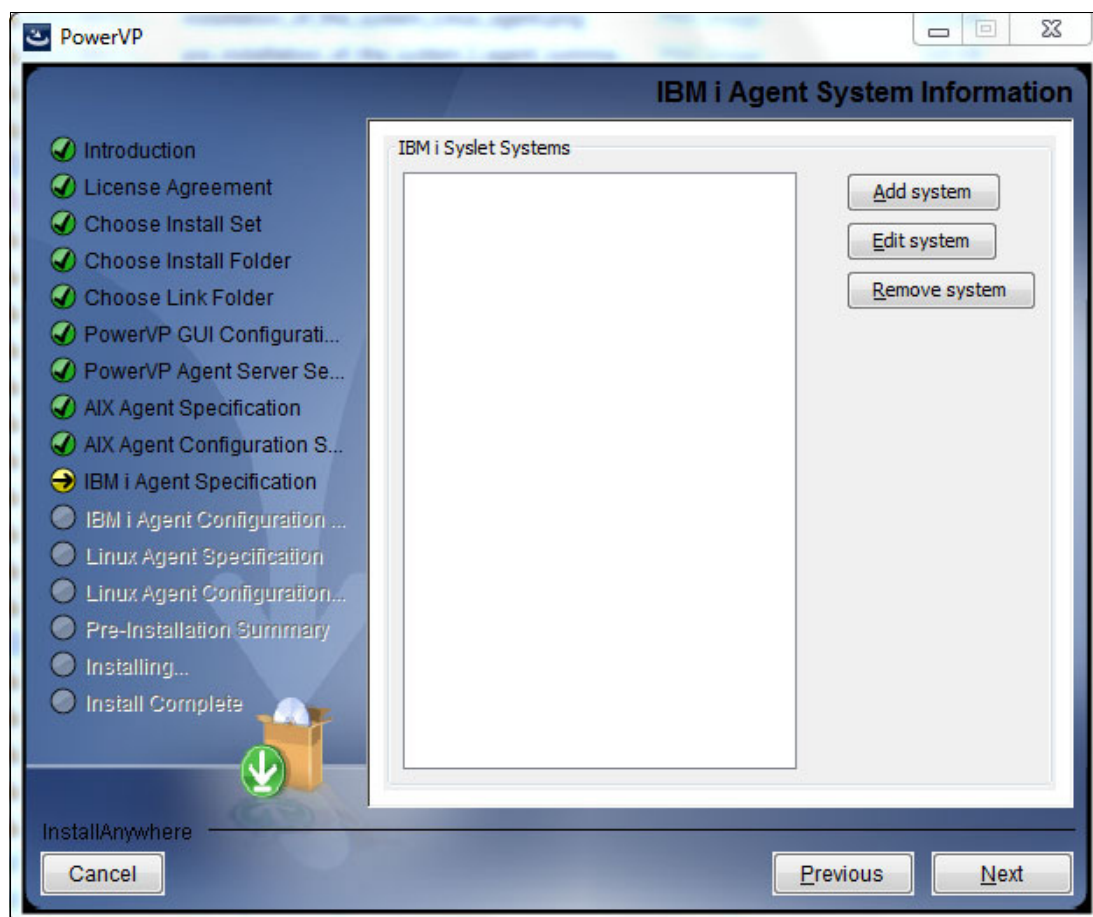 PowerVP
IBM i Agent System Information
Introduction
License Agreement
Choose Install Set
Choose Install Folder
Choose Link Folder
PowerVP GUI Configurati...
PowerVP Agent Server Se...
AIX Agent Specification
AIX Agent Configuration S...
IBM i Agent Specification
IBM i Agent Configuration ...
Linux Agent Specification
Linux Agent Configuration...
Pre-Installation Summary
Installing...
Install Complete
IBM i Syslet Systems
Add system
Edit system
Remove system
InstallAnywhere
Cancel
Previous
Next